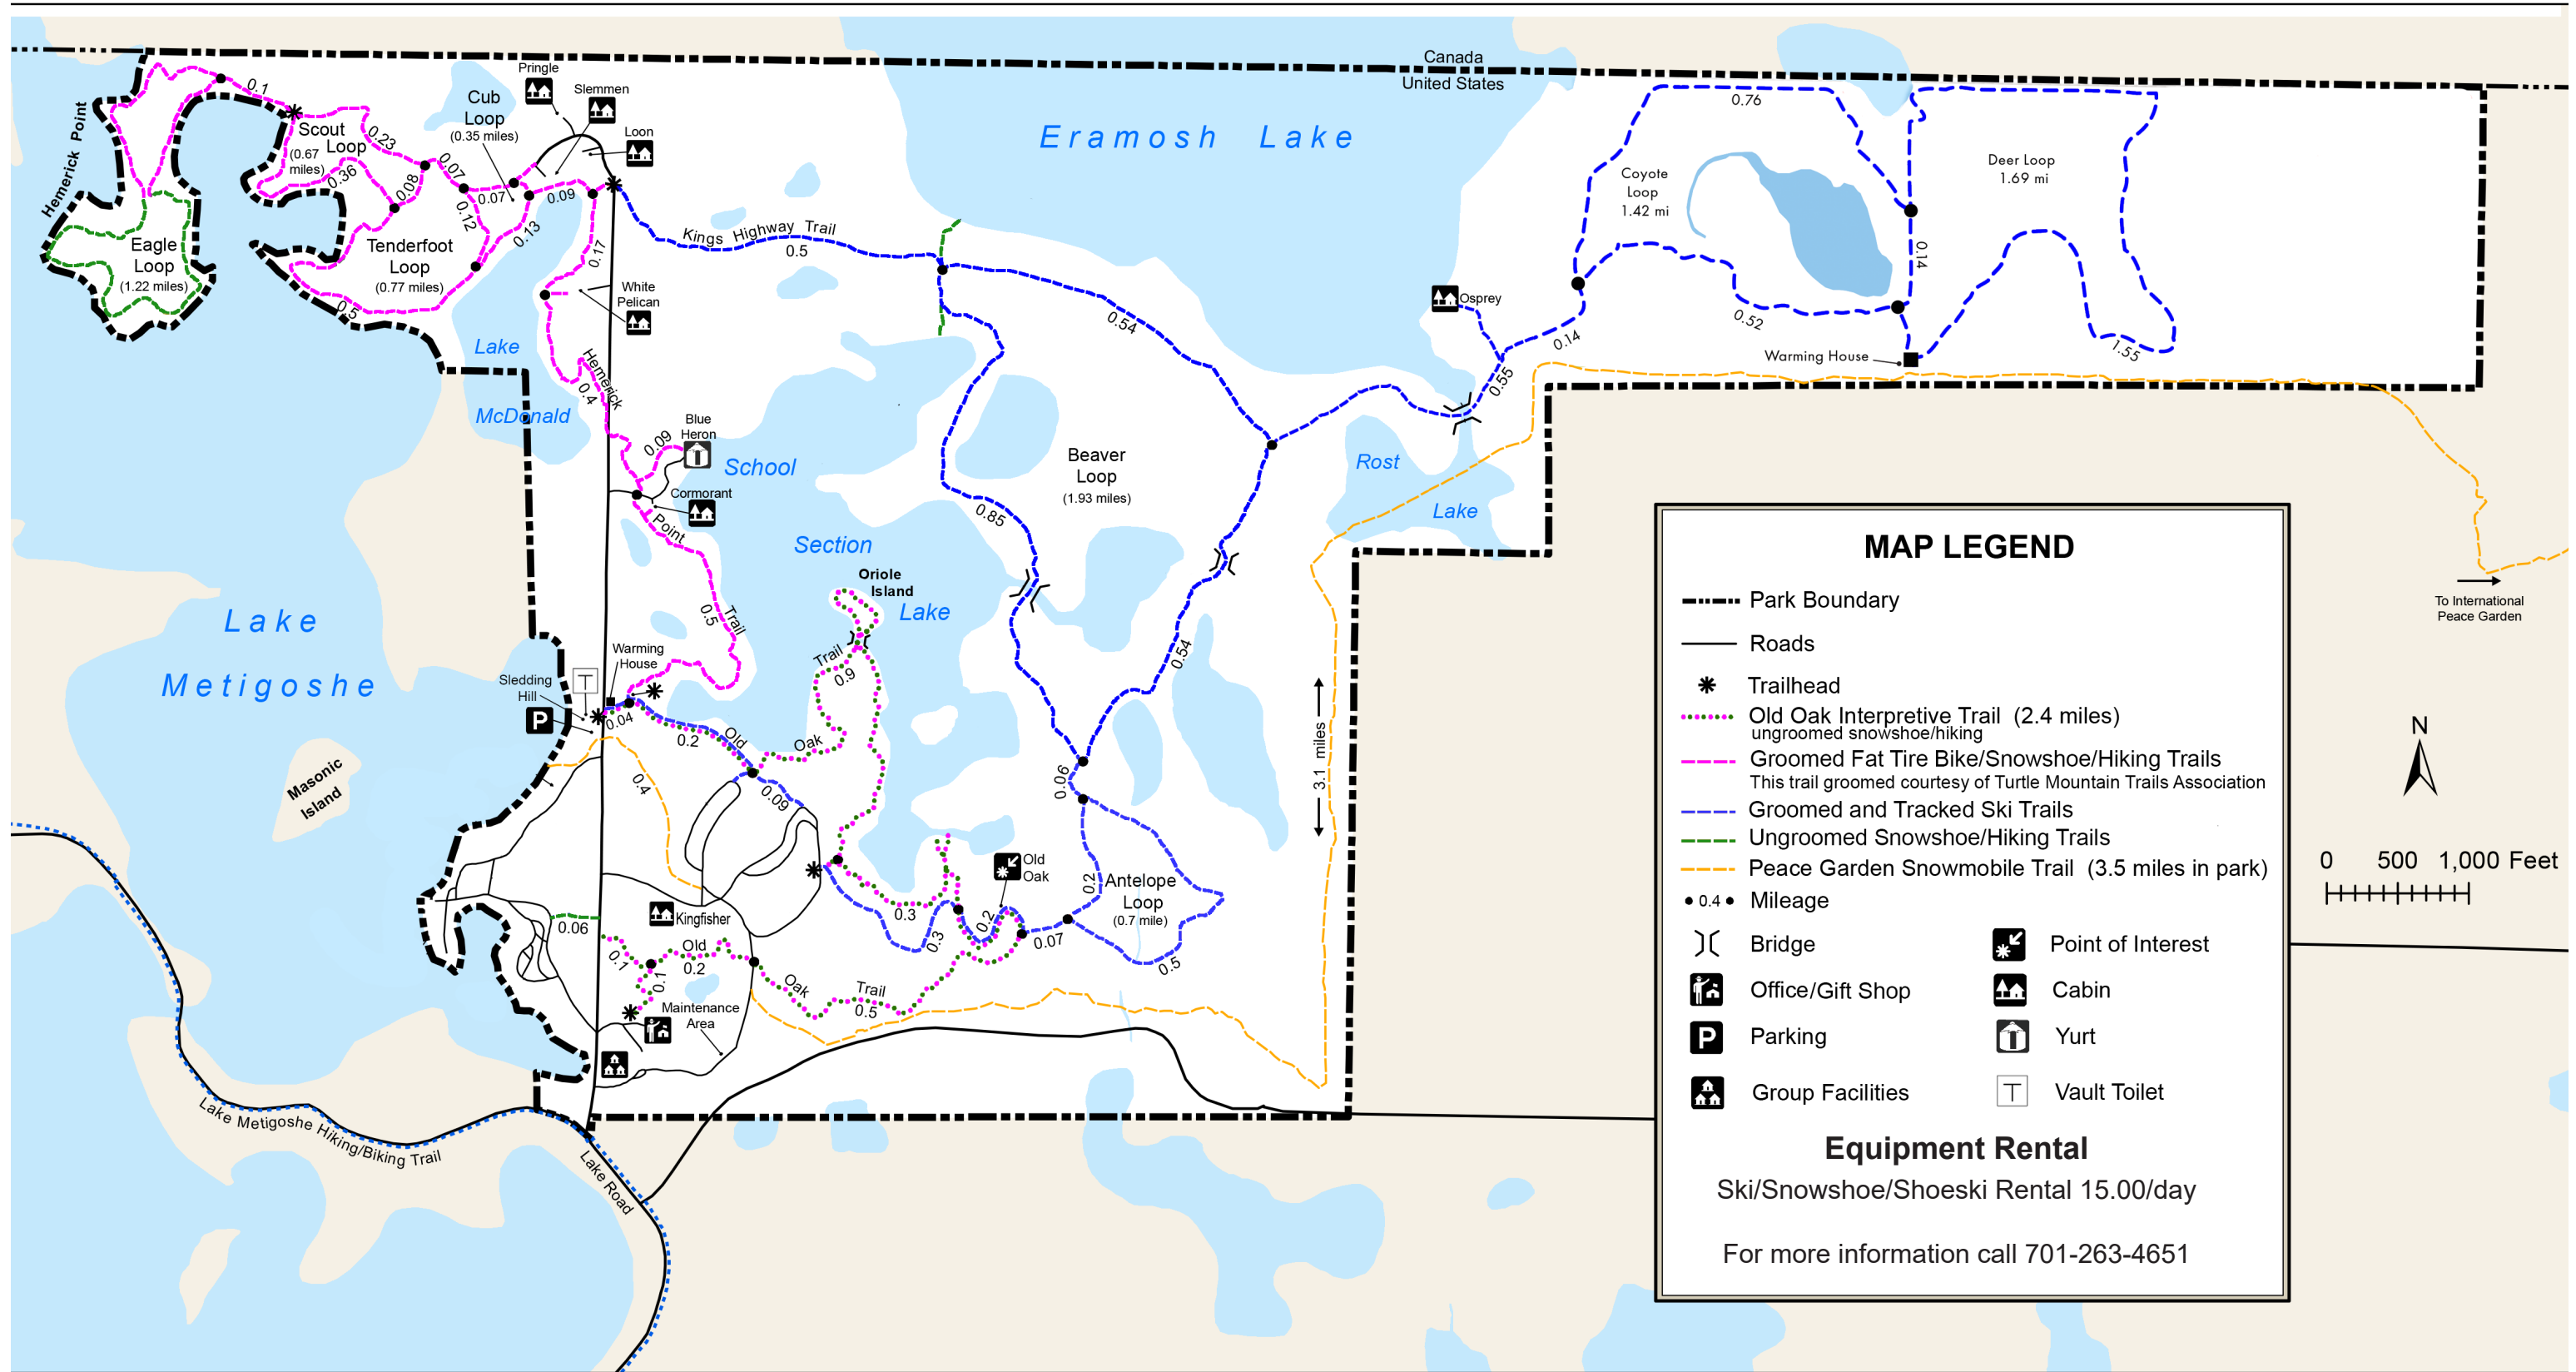 Canada
United States
Pringle
Slemmen
Loon
Cub
Loop
(0.35 miles)
Hemerick Point
0.1
Scout
Loop
(0.67
miles)
0.23
0.36
0.08
0.07
0.07
0.09
0.12
0.13
0.17
Eagle
Loop
(1.22 miles)
Tenderfoot
Loop
(0.77 miles)
0.5
Eramosh Lake
Kings Highway Trail
0.5
0.54
0.76
Coyote
Loop
1.42 mi
Deer Loop
1.69 mi
0.14
0.52
1.55
Warming House
Osprey
0.14
0.55
White
Pelican
Lake
McDonald
Hemerick
0.4
Blue
Heron
0.09
Cormorant
Point
Trail
0.5
School
Section
Lake
Oriole
Island
Beaver
Loop
(1.93 miles)
0.85
0.54
Rost
Lake
Lake
Metigoshe
Masonic
Island
Warming
House
Sledding
Hill
T
P
0.04
0.2
Old
Oak
Trail
0.9
0.09
0.4
0.06
0.2
Antelope
Loop
(0.7 mile)
0.5
0.07
Old
Oak
0.2
0.3
0.3
Kingfisher
0.06
0.1
0.1
Old
0.2
Oak
Trail
0.5
Maintenance
Area
3.1 miles
Lake Metigoshe Hiking/Biking Trail
Lake Road
To International
Peace Garden
N
0 500 1,000 Feet
MAP LEGEND
Park Boundary
Roads
Trailhead
Old Oak Interpretive Trail (2.4 miles)
ungroomed snowshoe/hiking
Groomed Fat Tire Bike/Snowshoe/Hiking Trails
This trail groomed courtesy of Turtle Mountain Trails Association
Groomed and Tracked Ski Trails
Ungroomed Snowshoe/Hiking Trails
Peace Garden Snowmobile Trail (3.5 miles in park)
0.4 Mileage
Bridge
Point of Interest
Office/Gift Shop
Cabin
P Parking
Yurt
Group Facilities
T Vault Toilet
Equipment Rental
Ski/Snowshoe/Shoeski Rental 15.00/day
For more information call 701-263-4651